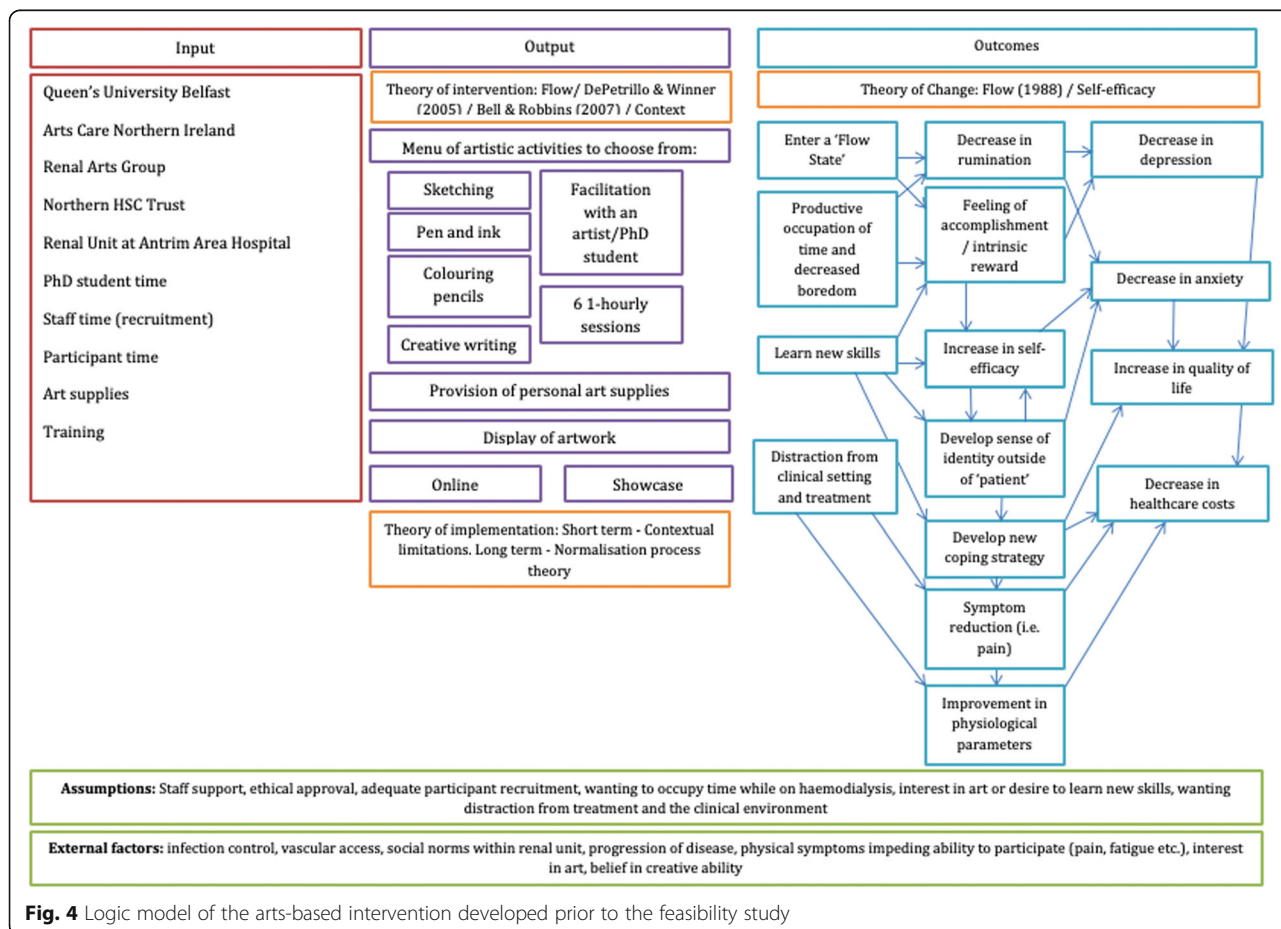 Input
Queen's University Belfast
Arts Care Northern Ireland
Renal Arts Group
Northern HSC Trust
Renal Unit at Antrim Area Hospital
PhD student time
Staff time (recruitment)
Participant time
Art supplies
Training
Output
Theory of intervention: Flow/ DePetrillo & Winner
(2005) / Bell & Robbins (2007) / Context
Menu of artistic activities to choose from:
Sketching
Pen and ink
Colouring
pencils
Creative writing
Facilitation
with an
artist/PhD
student
6 1-hourly
sessions
Provision of personal art supplies
Display of artwork
Online
Showcase
Theory of implementation: Short term - Contextual
limitations. Long term - Normalisation process
theory
Outcomes
Theory of Change: Flow (1988) / Self-efficacy
Enter a 'Flow
State'
Productive
occupation of
time and
decreased
boredom
Learn new skills
Distraction from
clinical setting
and treatment
Decrease in
rumination
Feeling of
accomplishment
/ intrinsic
reward
Increase in self-
efficacy
Develop sense of
identity outside
of 'patient'
Develop new
coping strategy
Symptom
reduction (i.e.
pain)
Improvement in
physiological
parameters
Decrease in
depression
Decrease in anxiety
Increase in quality of
life
Decrease in
healthcare costs
Assumptions: Staff support, ethical approval, adequate participant recruitment, wanting to occupy time while on haemodialysis, interest in art or desire to learn new skills, wanting
distraction from treatment and the clinical environment
External factors: infection control, vascular access, social norms within renal unit, progression of disease, physical symptoms impeding ability to participate (pain, fatigue etc.), interest
in art, belief in creative ability
Fig. 4 Logic model of the arts-based intervention developed prior to the feasibility study